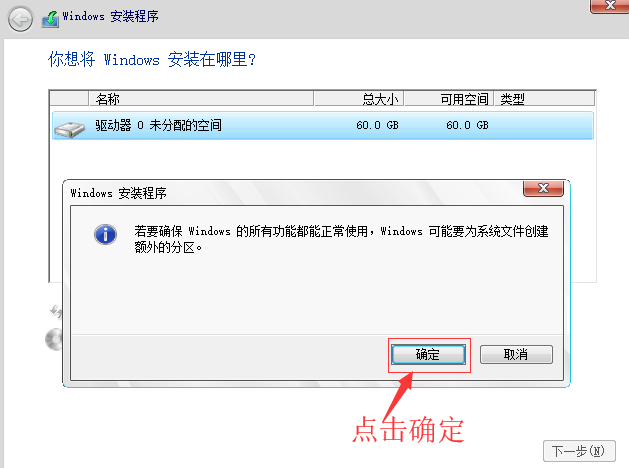 Windows 安装程序
你想将 Windows 安装在哪里?
名称 总大小 可用空间 类型
驱动器 0 未分配的空间 60.0 GB 60.0 GB
Windows 安装程序
若要确保 Windows 的所有功能都能正常使用,Windows 可能要为系统文件创建
额外的分区。
确定 取消
点击确定
下一步(N)